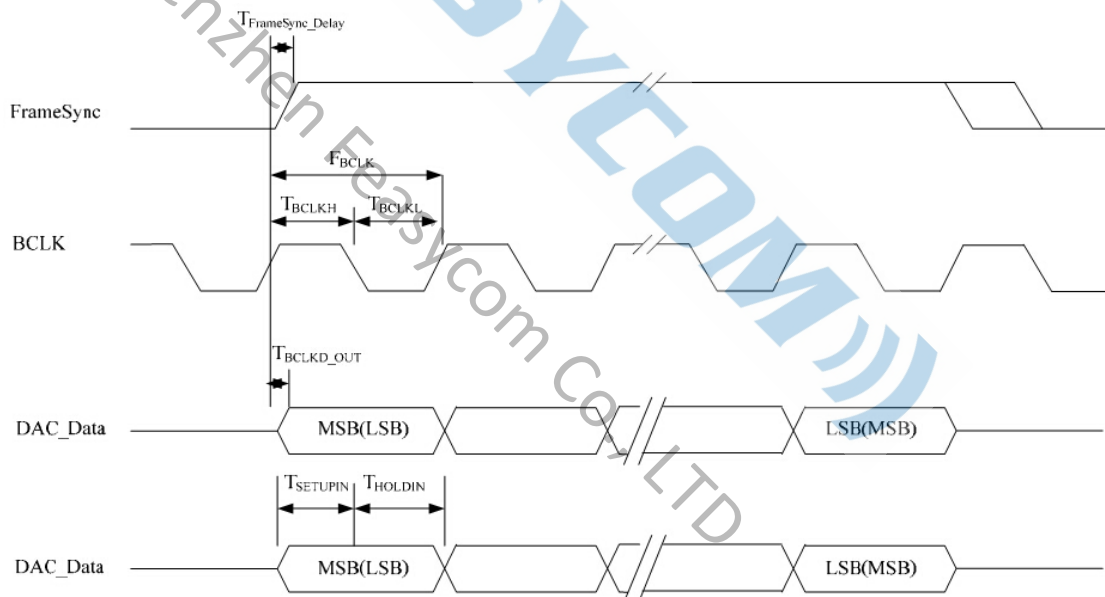 TFrameSync_Delay
FrameSync
FBCLK
TBCLKH
TBCLKL
BCLK
TBCLKD_OUT
DAC_Data
MSB(LSB)
LSB(MSB)
TSETUPIN
THOLDIN
DAC_Data
MSB(LSB)
LSB(MSB)
Feasycom Co., LTD
SYCOM